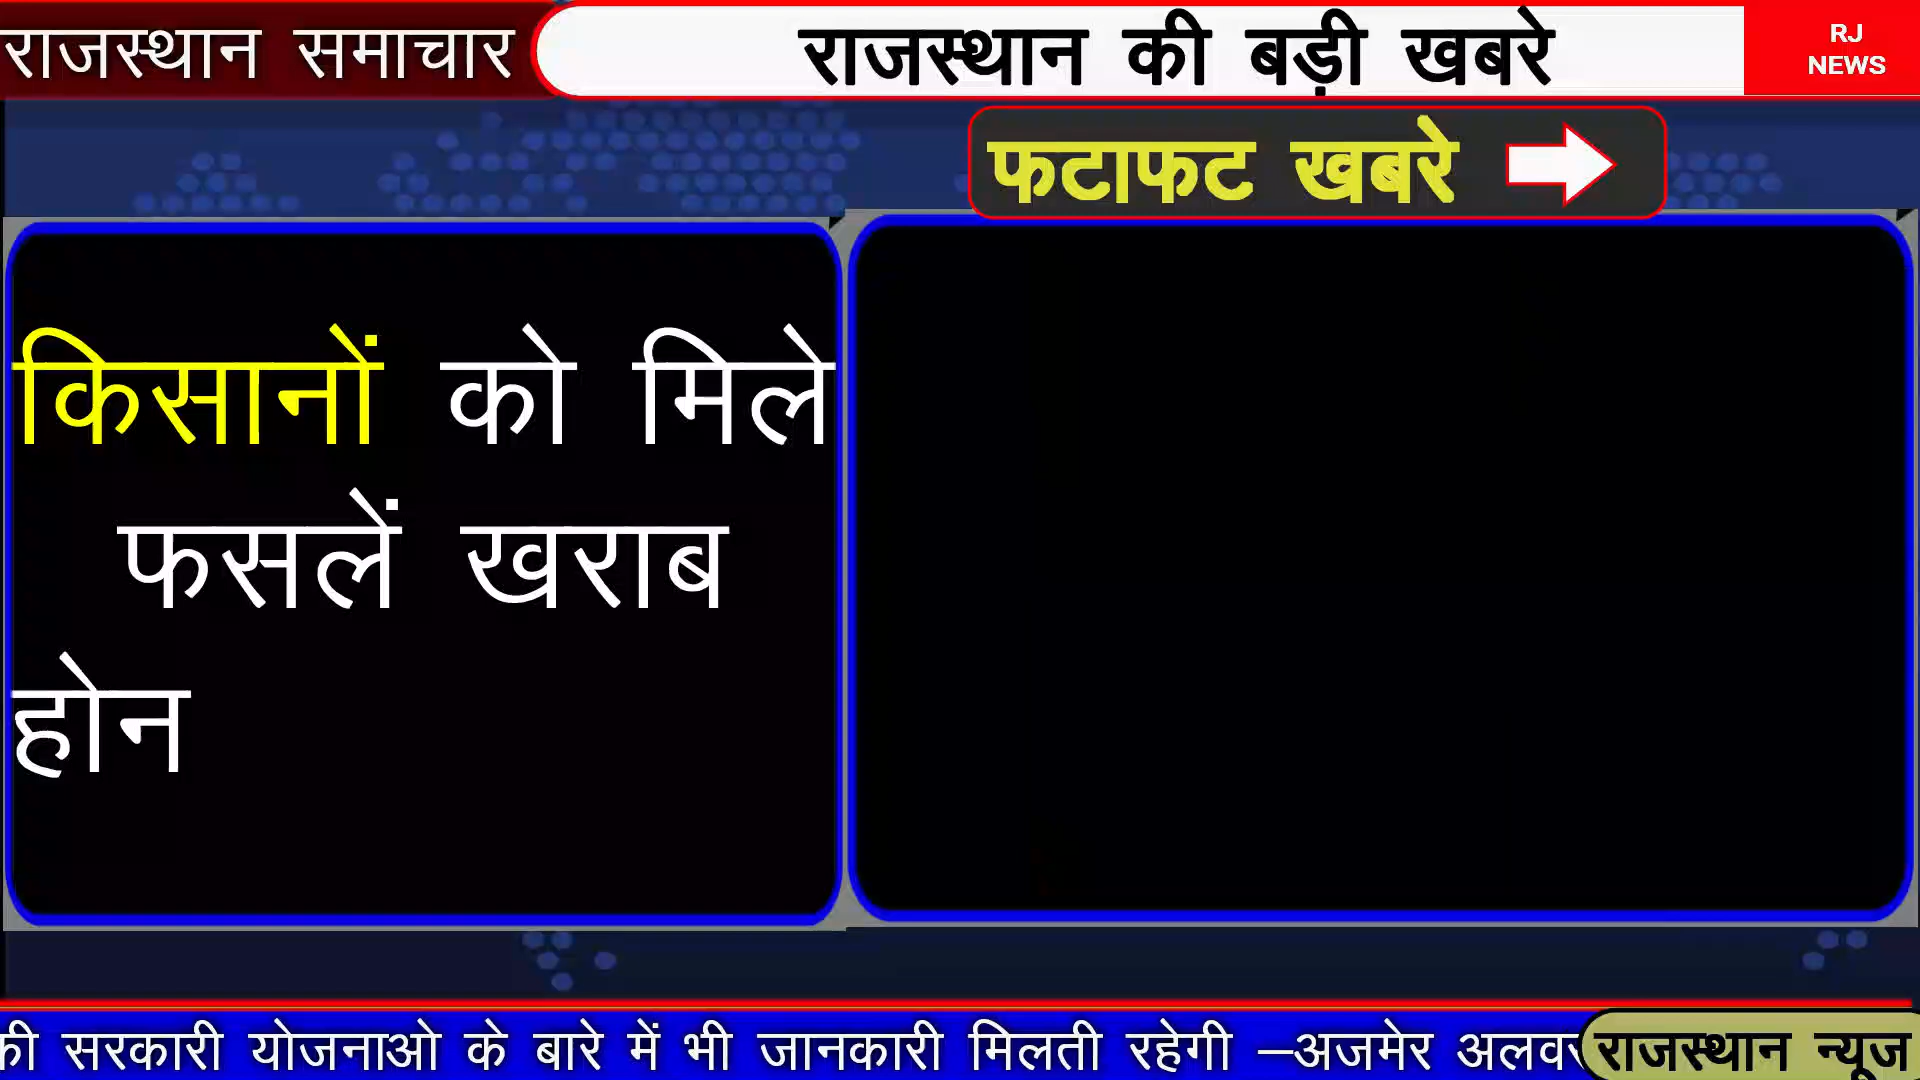 राजस्थान समाचार
राजस्थान की बड़ी खबरे
RJ
NEWS
फटाफट खबरे
किसानों को मिले
फसलें खराब
होन
की सरकारी योजनाओ के बारे में भी जानकारी मिलती रहेगी –अजमेर
राजस्थान न्यूज